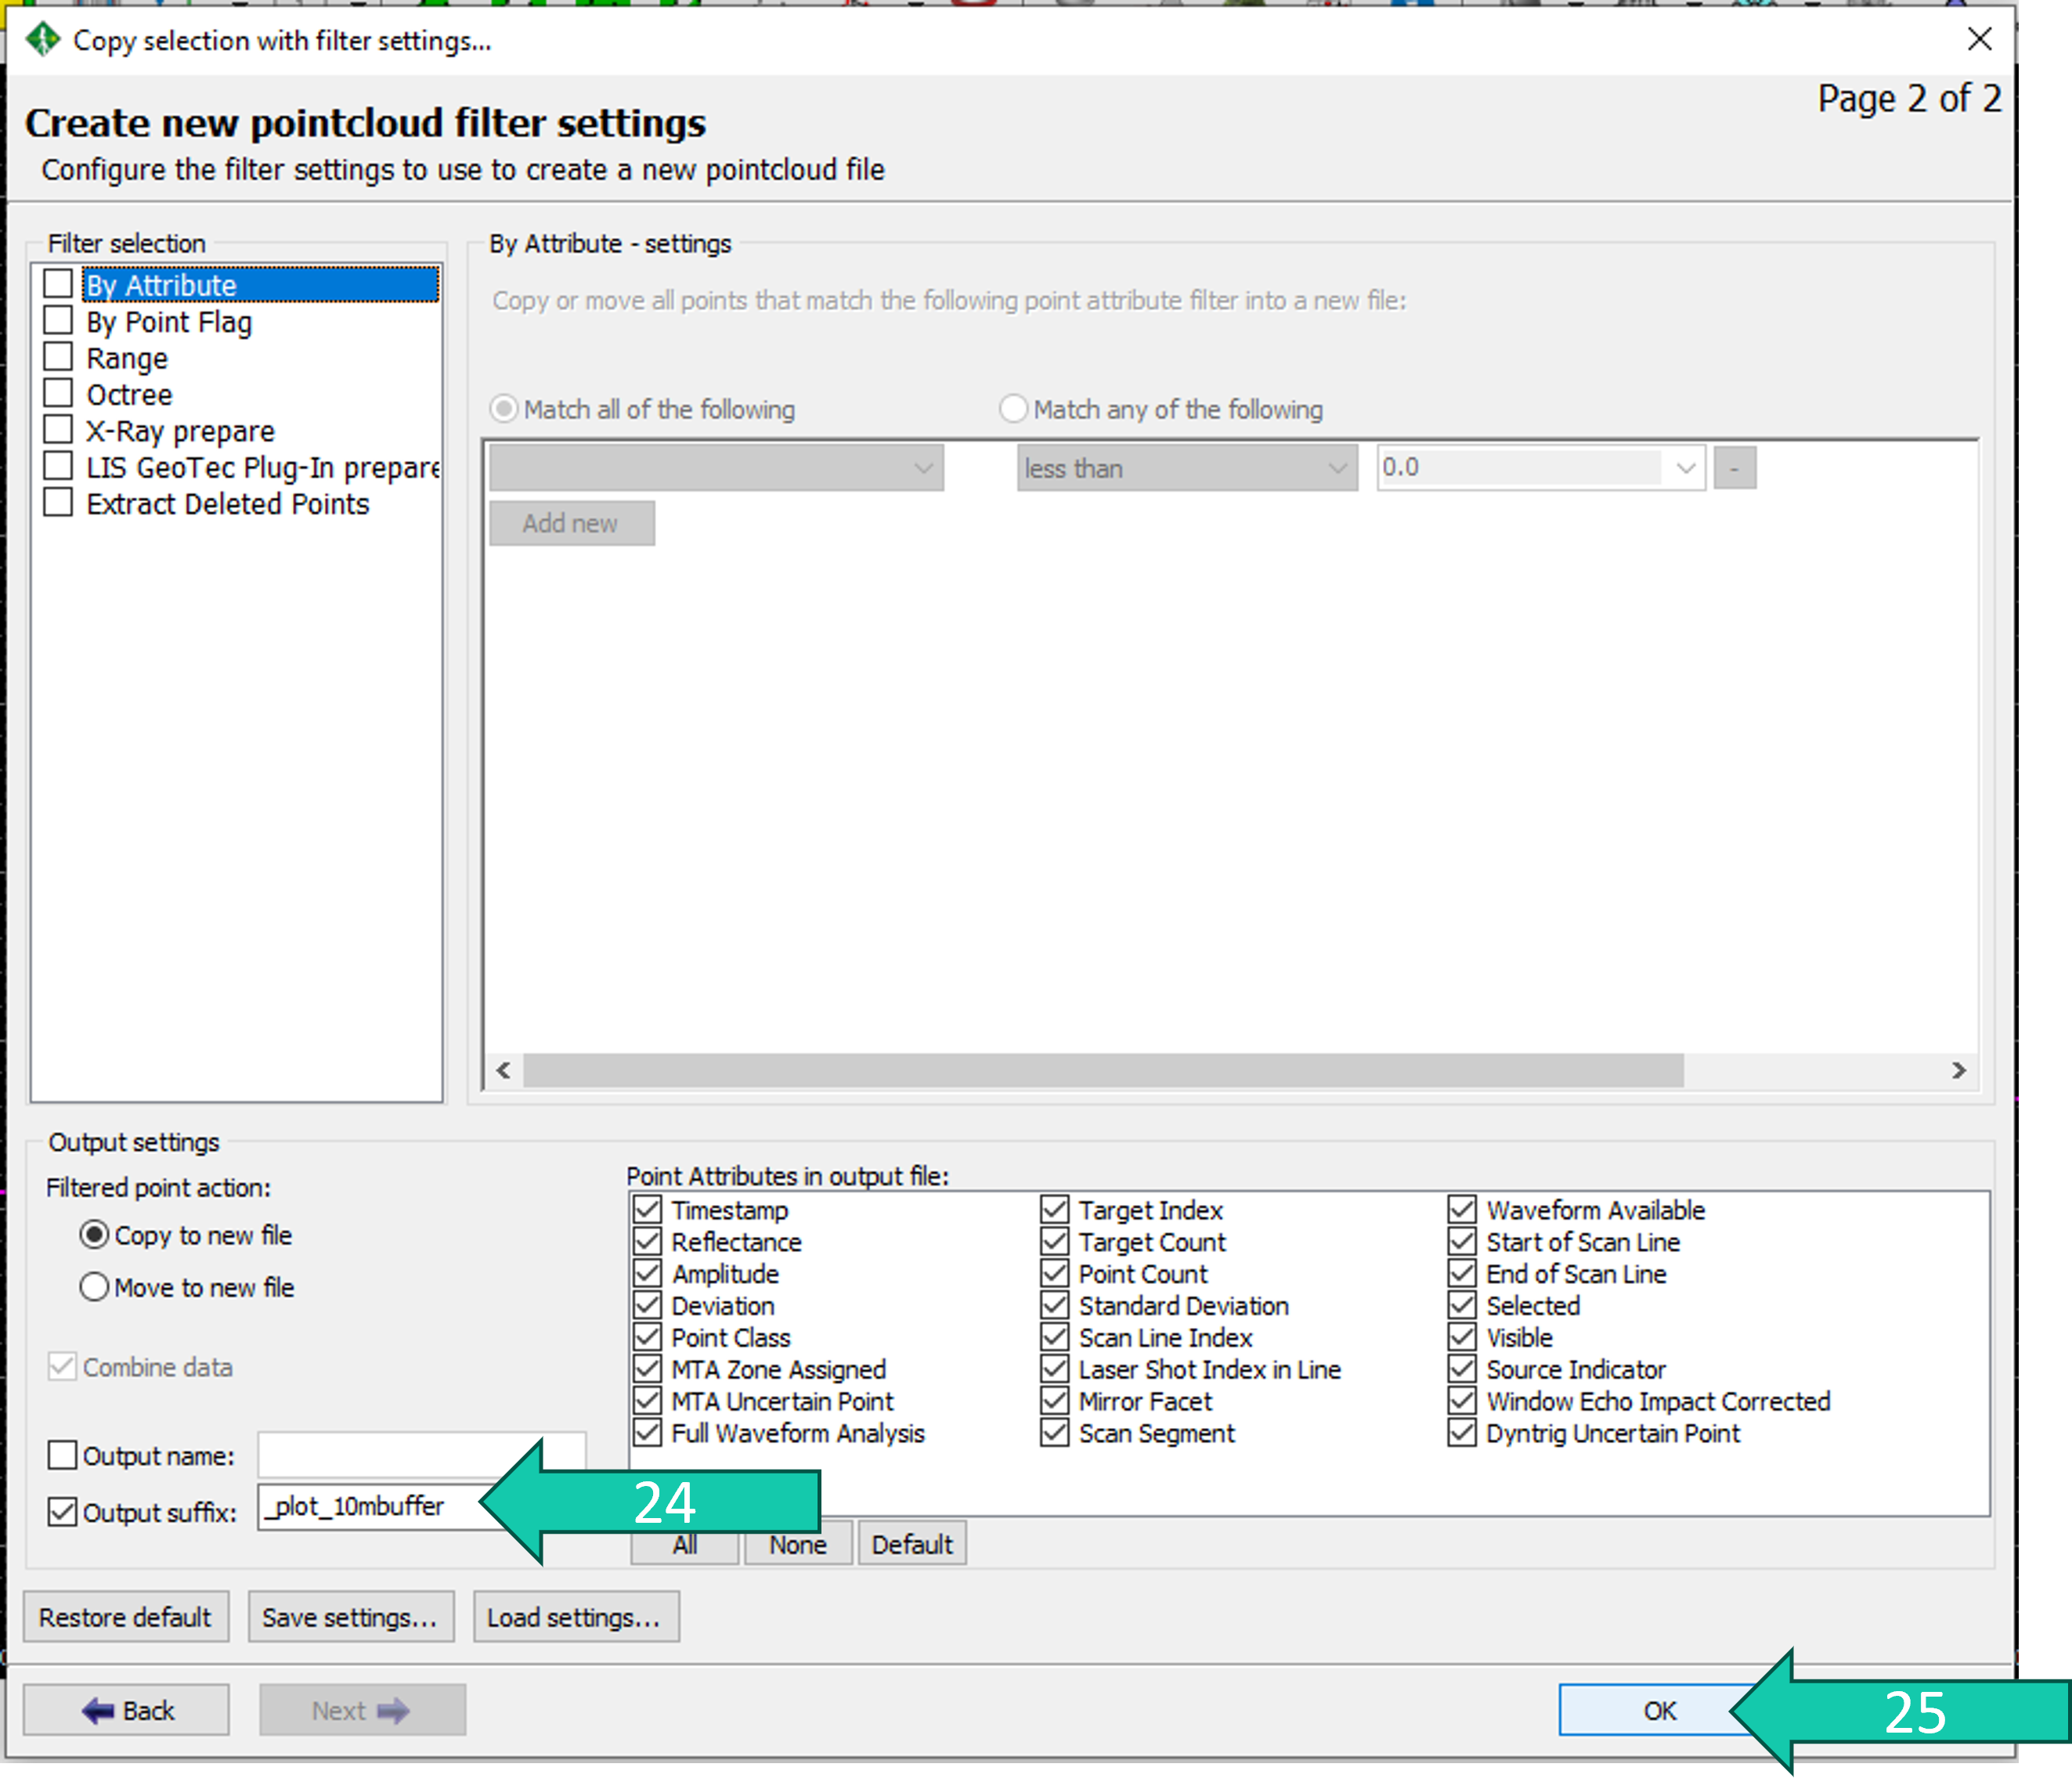 Copy selection with filter settings...
Page 2 of 2
Create new pointcloud filter settings
Configure the filter settings to use to create a new pointcloud file
Filter selection
By Attribute
By Point Flag
Range
Octree
X-Ray prepare
LIS GeoTec Plug-In prepare
Extract Deleted Points
By Attribute - settings
Copy or move all points that match the following point attribute filter into a new file:
Match all of the following
Match any of the following
less than
0.0
-
Add new
Output settings
Filtered point action:
Copy to new file
Move to new file
Combine data
Output name:
Output suffix: _plot_10mbuffer
24
Point Attributes in output file:
Timestamp
Reflectance
Amplitude
Deviation
Point Class
MTA Zone Assigned
MTA Uncertain Point
Full Waveform Analysis
Target Index
Target Count
Point Count
Standard Deviation
Scan Line Index
Laser Shot Index in Line
Mirror Facet
Scan Segment
Waveform Available
Start of Scan Line
End of Scan Line
Selected
Visible
Source Indicator
Window Echo Impact Corrected
Dyntrig Uncertain Point
All None Default
Restore default Save settings... Load settings...
Back Next OK
25